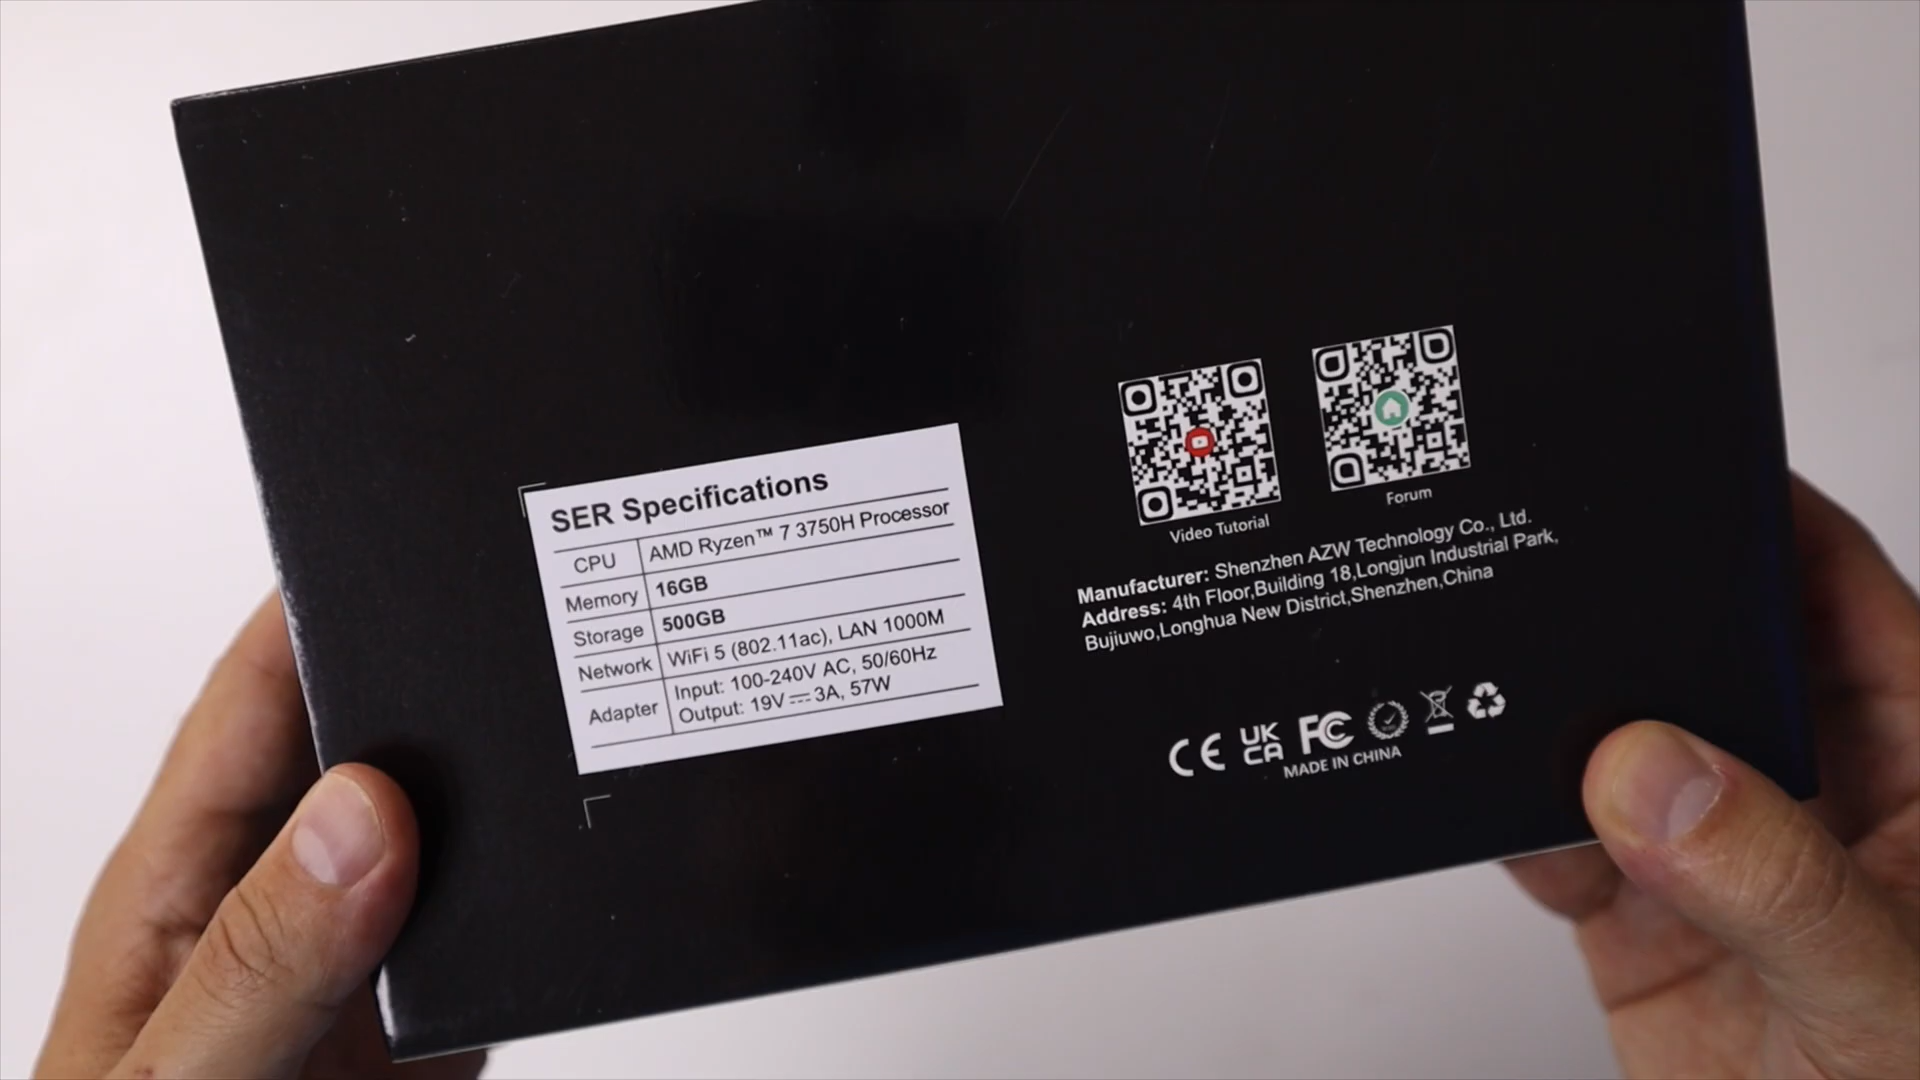 SER Specifications
CPU AMD Ryzen™ 7 3750H Processor
Memory 16GB
Storage 500GB
Network WiFi 5 (802.11ac), LAN 1000M
Adapter Input: 100-240V AC, 50/60Hz
Output: 19V⎓3A, 57W
Video Tutorial
Forum
Manufacturer: Shenzhen AZW Technology Co., Ltd.
Address: 4th Floor,Building 18,Longjun Industrial Park,
Bujiuwo,Longhua New District,Shenzhen,China
CE UK CA FC
MADE IN CHINA